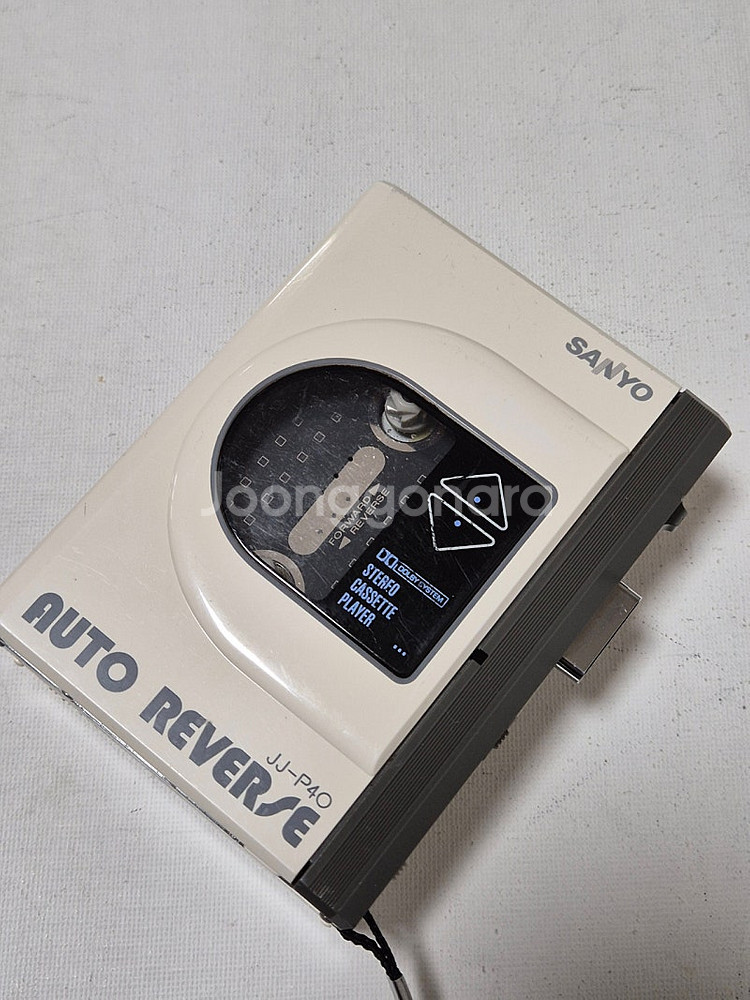 SANYO
Joonggonara
FORWARD
REVERSE
DOLBY SYSTEM
STEREO
CASSETTE
PLAYER
JJ-P40
AUTO REVERSE